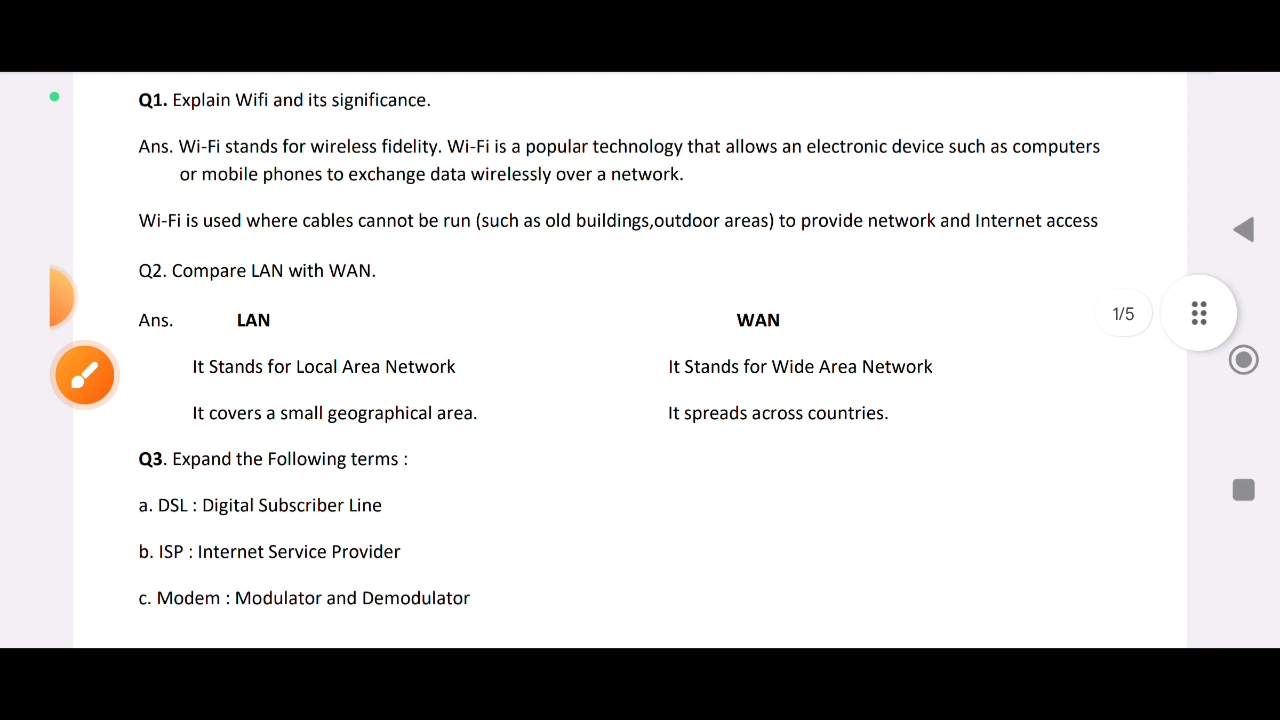 Q1. Explain Wifi and its significance.
Ans. Wi-Fi stands for wireless fidelity. Wi-Fi is a popular technology that allows an electronic device such as computers
or mobile phones to exchange data wirelessly over a network.
Wi-Fi is used where cables cannot be run (such as old buildings,outdoor areas) to provide network and Internet access
Q2. Compare LAN with WAN.
Ans. LAN WAN
It Stands for Local Area Network It Stands for Wide Area Network
It covers a small geographical area. It spreads across countries.
Q3. Expand the Following terms :
a. DSL : Digital Subscriber Line
b. ISP : Internet Service Provider
c. Modem : Modulator and Demodulator
1/5